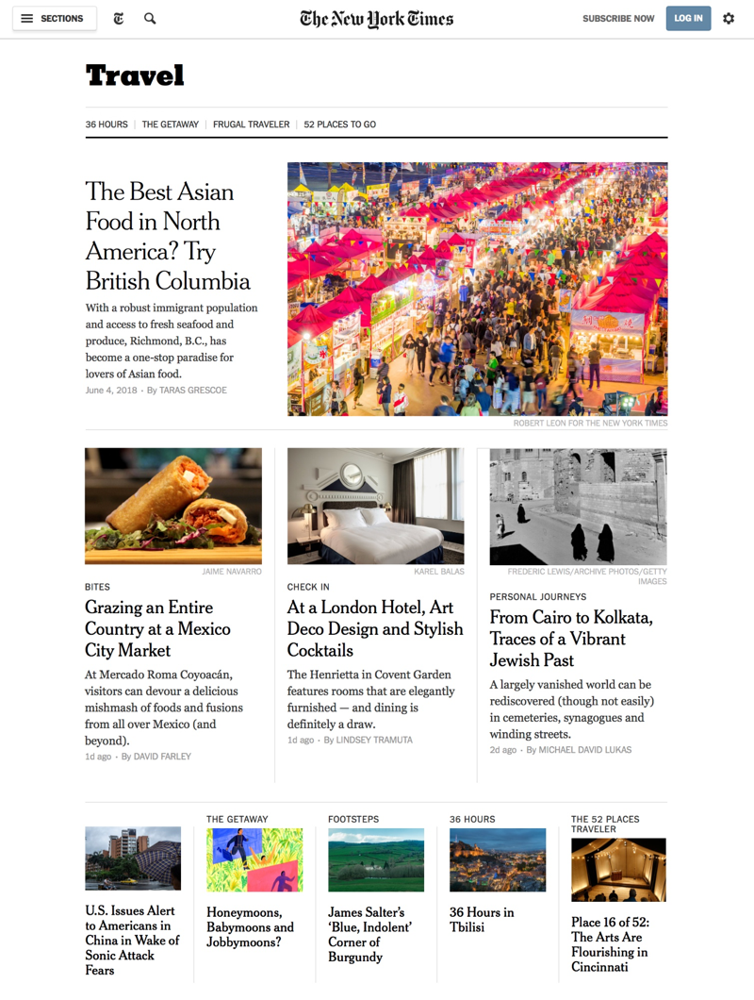 SECTIONS
The New York Times
SUBSCRIBE NOW
LOG IN
Travel
36 HOURS
THE GETAWAY
FRUGAL TRAVELER
52 PLACES TO GO
The Best Asian
Food in North
America? Try
British Columbia
With a robust immigrant population
and access to fresh seafood and
produce, Richmond, B.C., has
become a one-stop paradise for
lovers of Asian food.
June 4, 2018 · By TARAS GRESCOE
ROBERT LEON FOR THE NEW YORK TIMES
JAIME NAVARRO
BITES
Grazing an Entire
Country at a Mexico
City Market
At Mercado Roma Coyoacán,
visitors can devour a delicious
mishmash of foods and fusions
from all over Mexico (and
beyond).
1d ago · By DAVID FARLEY
KAREL BALAS
CHECK IN
At a London Hotel, Art
Deco Design and Stylish
Cocktails
The Henrietta in Covent Garden
features rooms that are elegantly
furnished — and dining is
definitely a draw.
1d ago · By LINDSEY TRAMUTA
FREDERIC LEWIS/ARCHIVE PHOTOS/GETTY
IMAGES
PERSONAL JOURNEYS
From Cairo to Kolkata,
Traces of a Vibrant
Jewish Past
A largely vanished world can be
rediscovered (though not easily)
in cemeteries, synagogues and
winding streets.
2d ago · By MICHAEL DAVID LUKAS
U.S. Issues Alert
to Americans in
China in Wake of
Sonic Attack
Fears
THE GETAWAY
Honeymoons,
Babymoons and
Jobbymoons?
FOOTSTEPS
James Salter's
'Blue, Indolent'
Corner of
Burgundy
36 HOURS
36 Hours in
Tbilisi
THE 52 PLACES
TRAVELER
Place 16 of 52:
The Arts Are
Flourishing in
Cincinnati